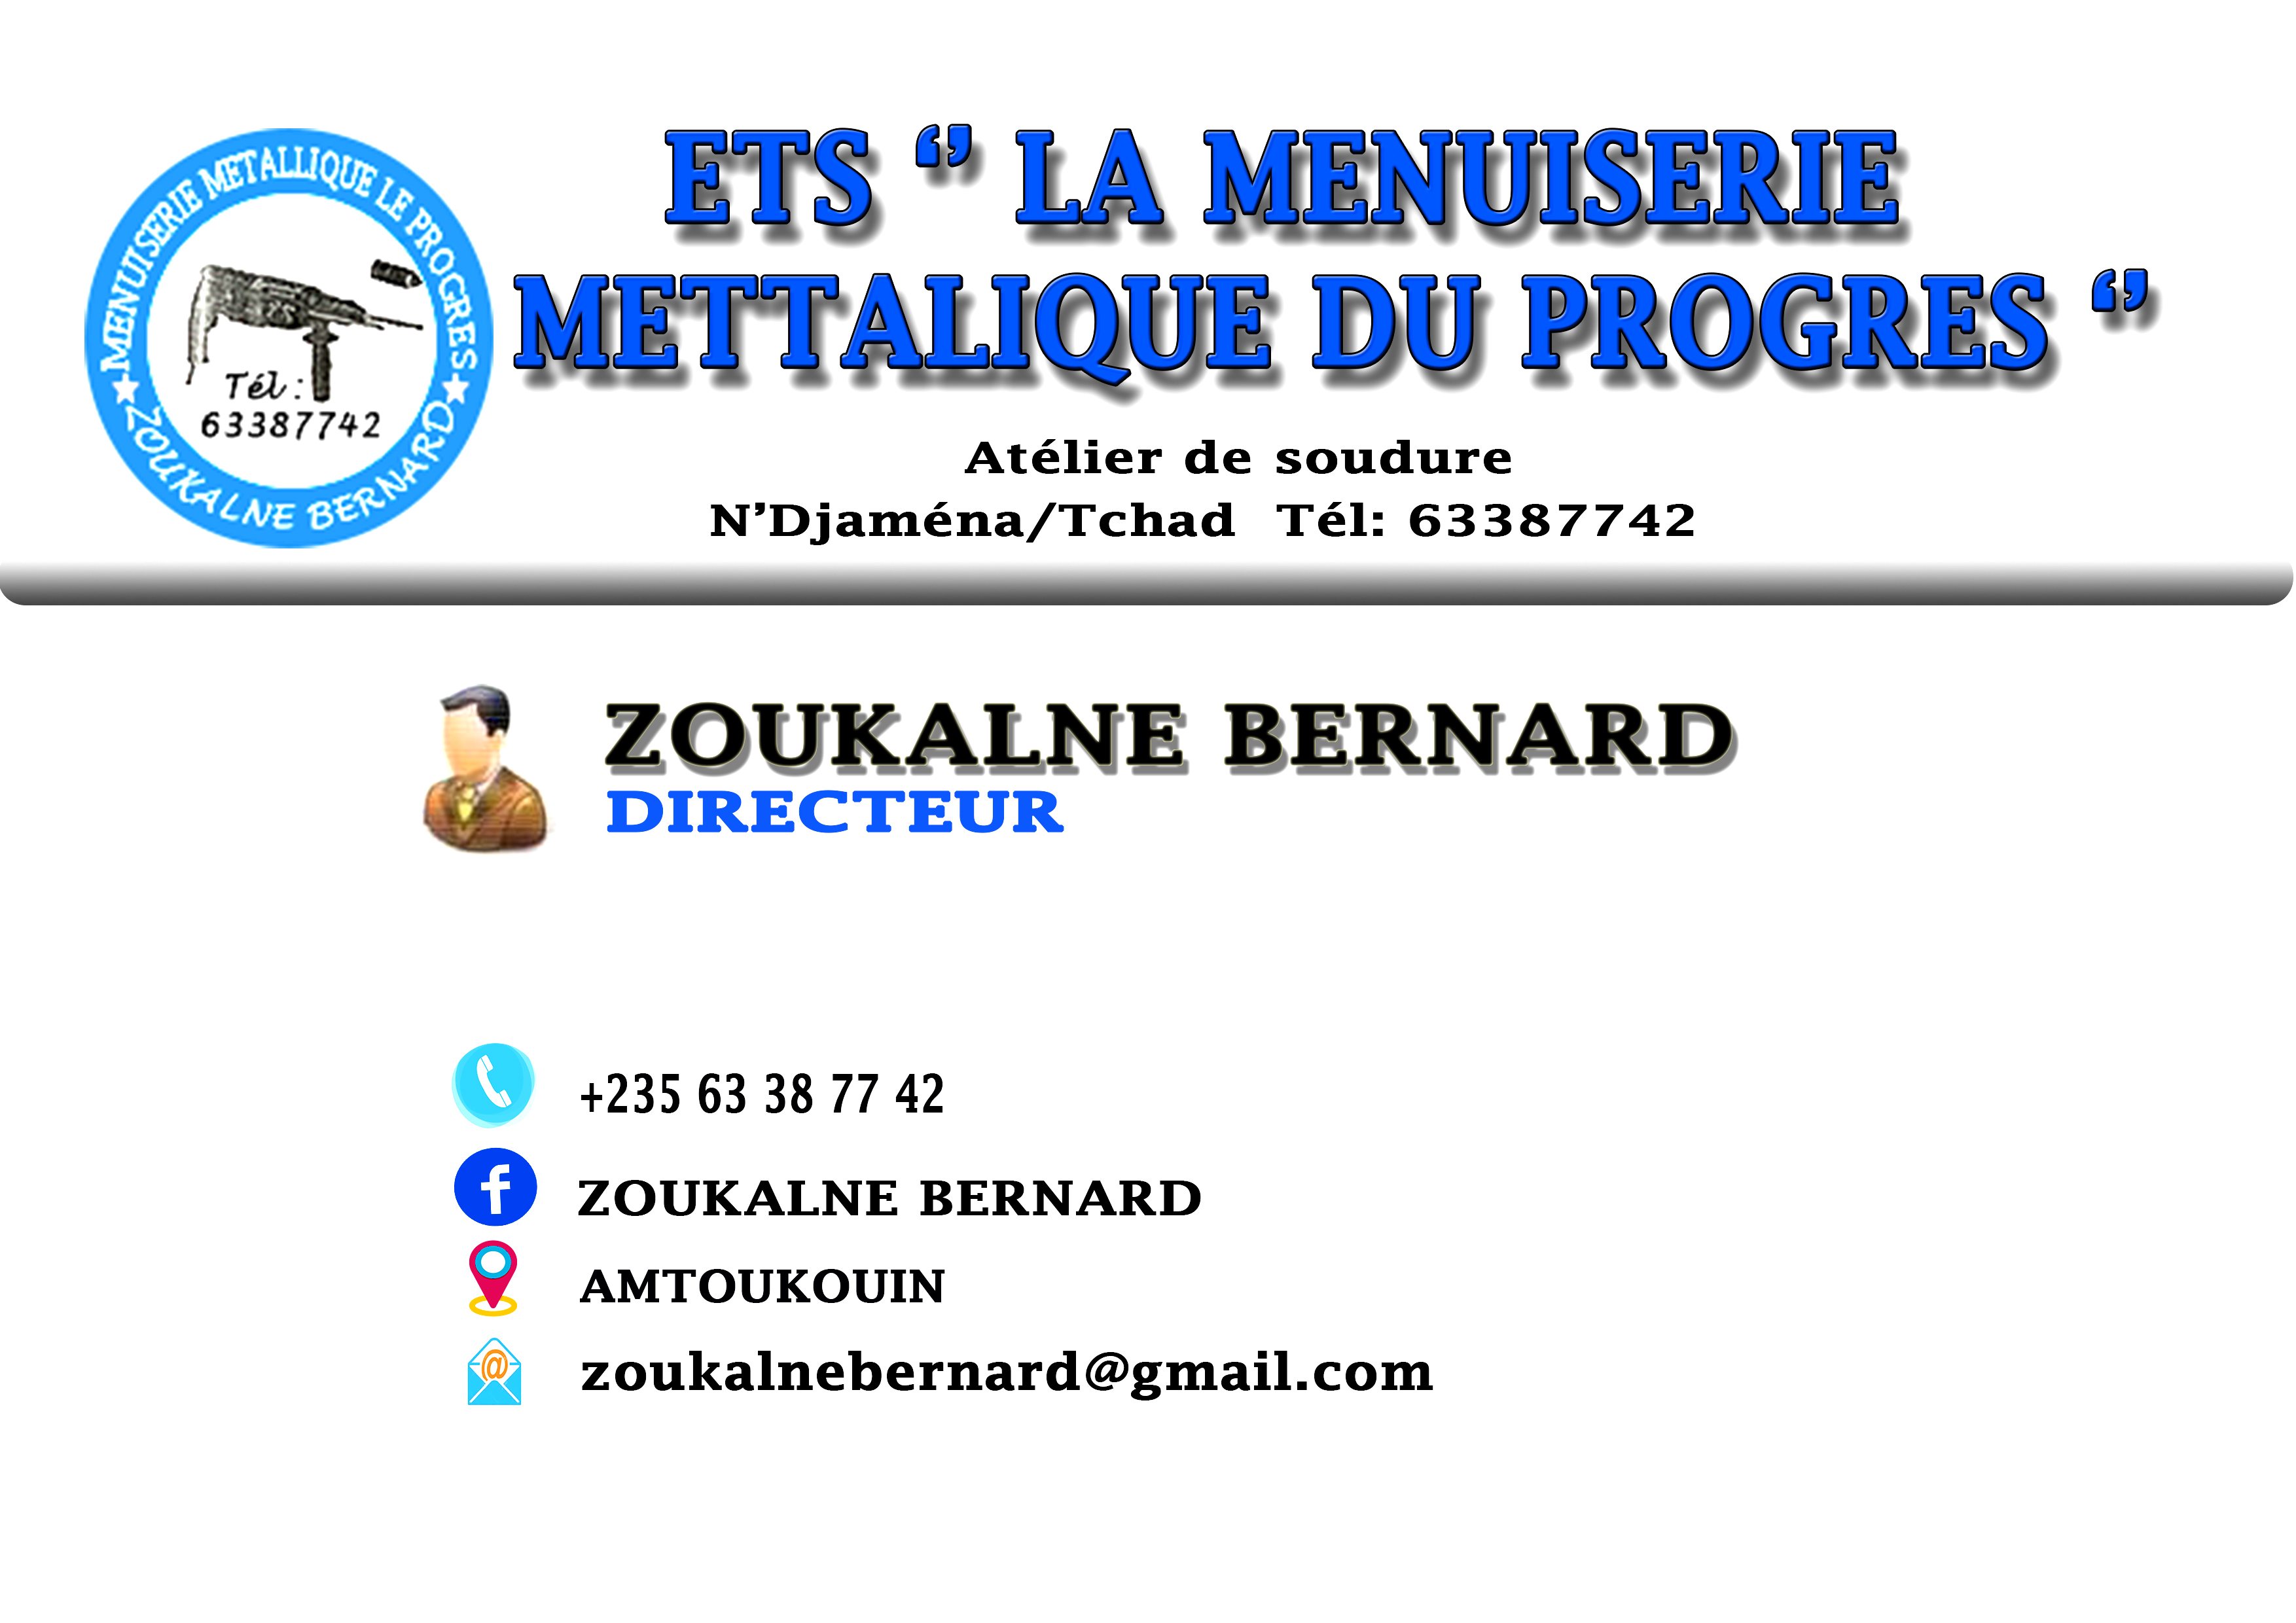 MENUISERIE METALLIQUE LE PROGRES
Tél :
63387742
ZOUKALNE BERNARD
ETS ‘’ LA MENUISERIE
METTALIQUE DU PROGRES ‘’
Atélier de soudure
N’Djaména/Tchad Tél: 63387742
ZOUKALNE BERNARD
DIRECTEUR
+235 63 38 77 42
ZOUKALNE BERNARD
AMTOUKOUIN
zoukalnebernard@gmail.com